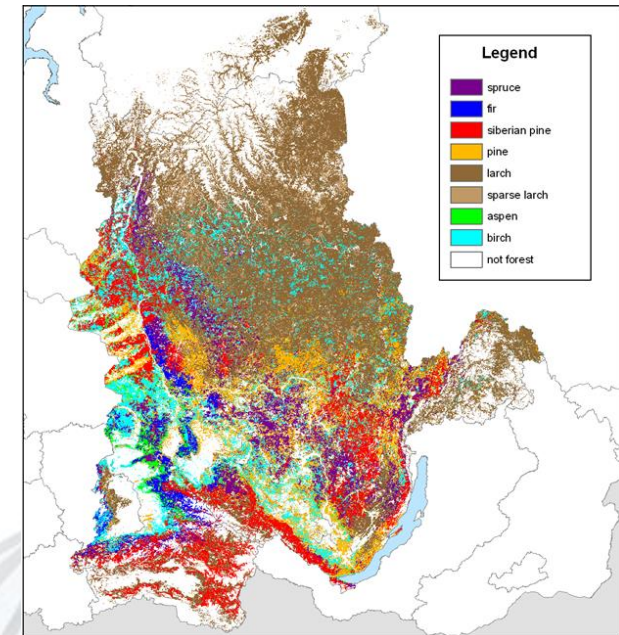 Legend
spruce
fir
siberian pine
pine
larch
sparse larch
aspen
birch
not forest